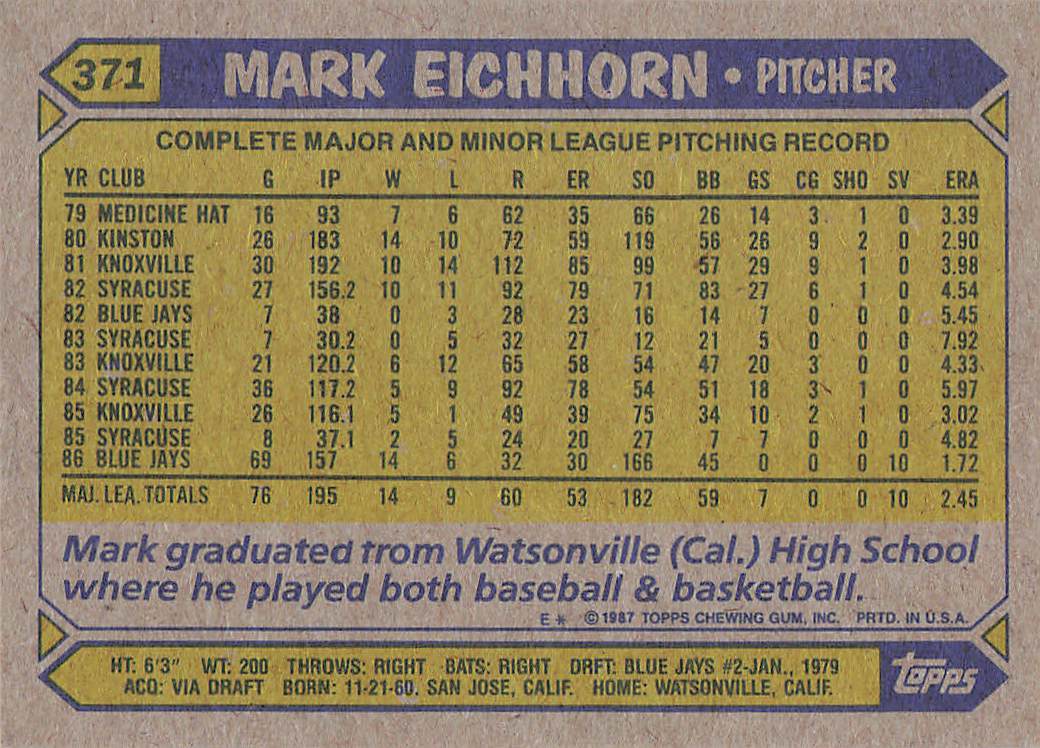 371 MARK EICHHORN • PITCHER
COMPLETE MAJOR AND MINOR LEAGUE PITCHING RECORD
YR CLUB G IP W L R ER SO BB GS CG SHO SV ERA
79 MEDICINE HAT 16 93 7 6 62 35 66 26 14 3 1 0 3.39
80 KINSTON 26 183 14 10 72 59 119 56 26 9 2 0 2.90
81 KNOXVILLE 30 192 10 14 112 85 99 57 29 9 1 0 3.98
82 SYRACUSE 27 156.2 10 11 92 79 71 83 27 6 1 0 4.54
82 BLUE JAYS 7 38 0 3 28 23 16 14 7 0 0 0 5.45
83 SYRACUSE 7 30.2 0 5 32 27 12 21 5 0 0 0 7.92
83 KNOXVILLE 21 120.2 6 12 65 58 54 47 20 3 0 0 4.33
84 SYRACUSE 36 117.2 5 9 92 78 54 51 18 3 1 0 5.97
85 KNOXVILLE 26 116.1 5 1 49 39 75 34 10 2 1 0 3.02
85 SYRACUSE 8 37.1 2 5 24 20 27 7 7 0 0 0 4.82
86 BLUE JAYS 69 157 14 6 32 30 166 45 0 0 0 10 1.72
MAJ. LEA. TOTALS 76 195 14 9 60 53 182 59 7 0 0 10 2.45
Mark graduated from Watsonville (Cal.) High School
where he played both baseball & basketball.
E * © 1987 TOPPS CHEWING GUM, INC. PRTD. IN U.S.A.
HT: 6'3" WT: 200 THROWS: RIGHT BATS: RIGHT DRFT: BLUE JAYS #2-JAN., 1979
ACQ: VIA DRAFT BORN: 11-21-60, SAN JOSE, CALIF. HOME: WATSONVILLE, CALIF.
topps